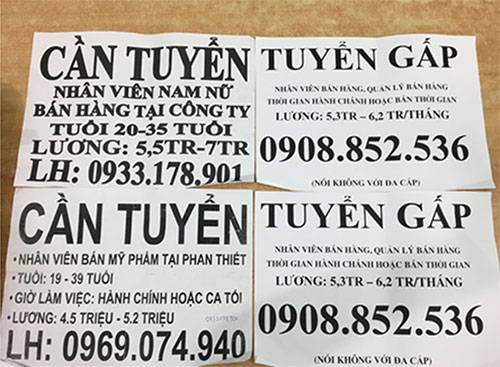 CẦN TUYỂN
NHÂN VIÊN NAM NỮ
BÁN HÀNG TẠI CÔNG TY
TUỔI 20-35 TUỔI
LƯƠNG: 5,5TR-7TR
LH: 0933.178.901
TUYỂN GẤP
NHÂN VIÊN BÁN HÀNG, QUẢN LÝ BÁN HÀNG
THỜI GIAN HÀNH CHÁNH HOẶC BÁN THỜI GIAN
LƯƠNG: 5,3TR – 6,2 TR/THÁNG
0908.852.536
(NÓI KHÔNG VỚI ĐA CẤP)
CẦN TUYỂN
• NHÂN VIÊN BÁN MỸ PHẨM TẠI PHAN THIẾT
• TUỔI: 19 - 39 TUỔI
• GIỜ LÀM VIỆC: HÀNH CHÍNH HOẶC CA TỐI
• LƯƠNG: 4.5 TRIỆU - 5.2 TRIỆU
LH: 0969.074.940
TUYỂN GẤP
NHÂN VIÊN BÁN HÀNG, QUẢN LÝ BÁN HÀNG
THỜI GIAN HÀNH CHÁNH HOẶC BÁN THỜI GIAN
LƯƠNG: 5,3TR – 6,2 TR/THÁNG
0908.852.536
(NÓI KHÔNG VỚI ĐA CẤP)